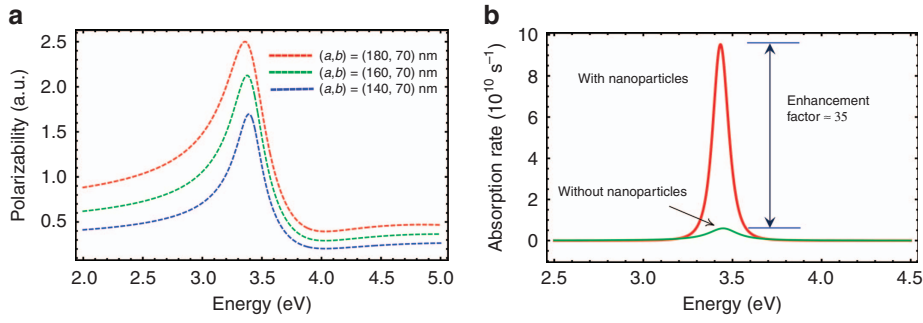 a
2.5
2.0
1.5
1.0
0.5
Polarizability (a.u.)
(a,b) = (180, 70) nm
(a,b) = (160, 70) nm
(a,b) = (140, 70) nm
2.0 2.5 3.0 3.5 4.0 4.5 5.0
Energy (eV)
b
10
8
6
4
2
0
Absorption rate (10¹⁰ s⁻¹)
With nanoparticles
Without nanoparticles
Enhancement
factor = 35
2.5 3.0 3.5 4.0 4.5
Energy (eV)